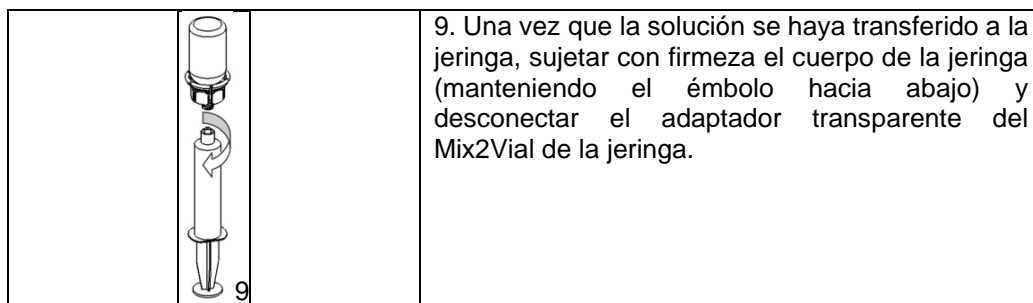 9. Una vez que la solución se haya transferido a la
jeringa, sujetar con firmeza el cuerpo de la jeringa
(manteniendo el émbolo hacia abajo) y
desconectar el adaptador transparente del
Mix2Vial de la jeringa.
9